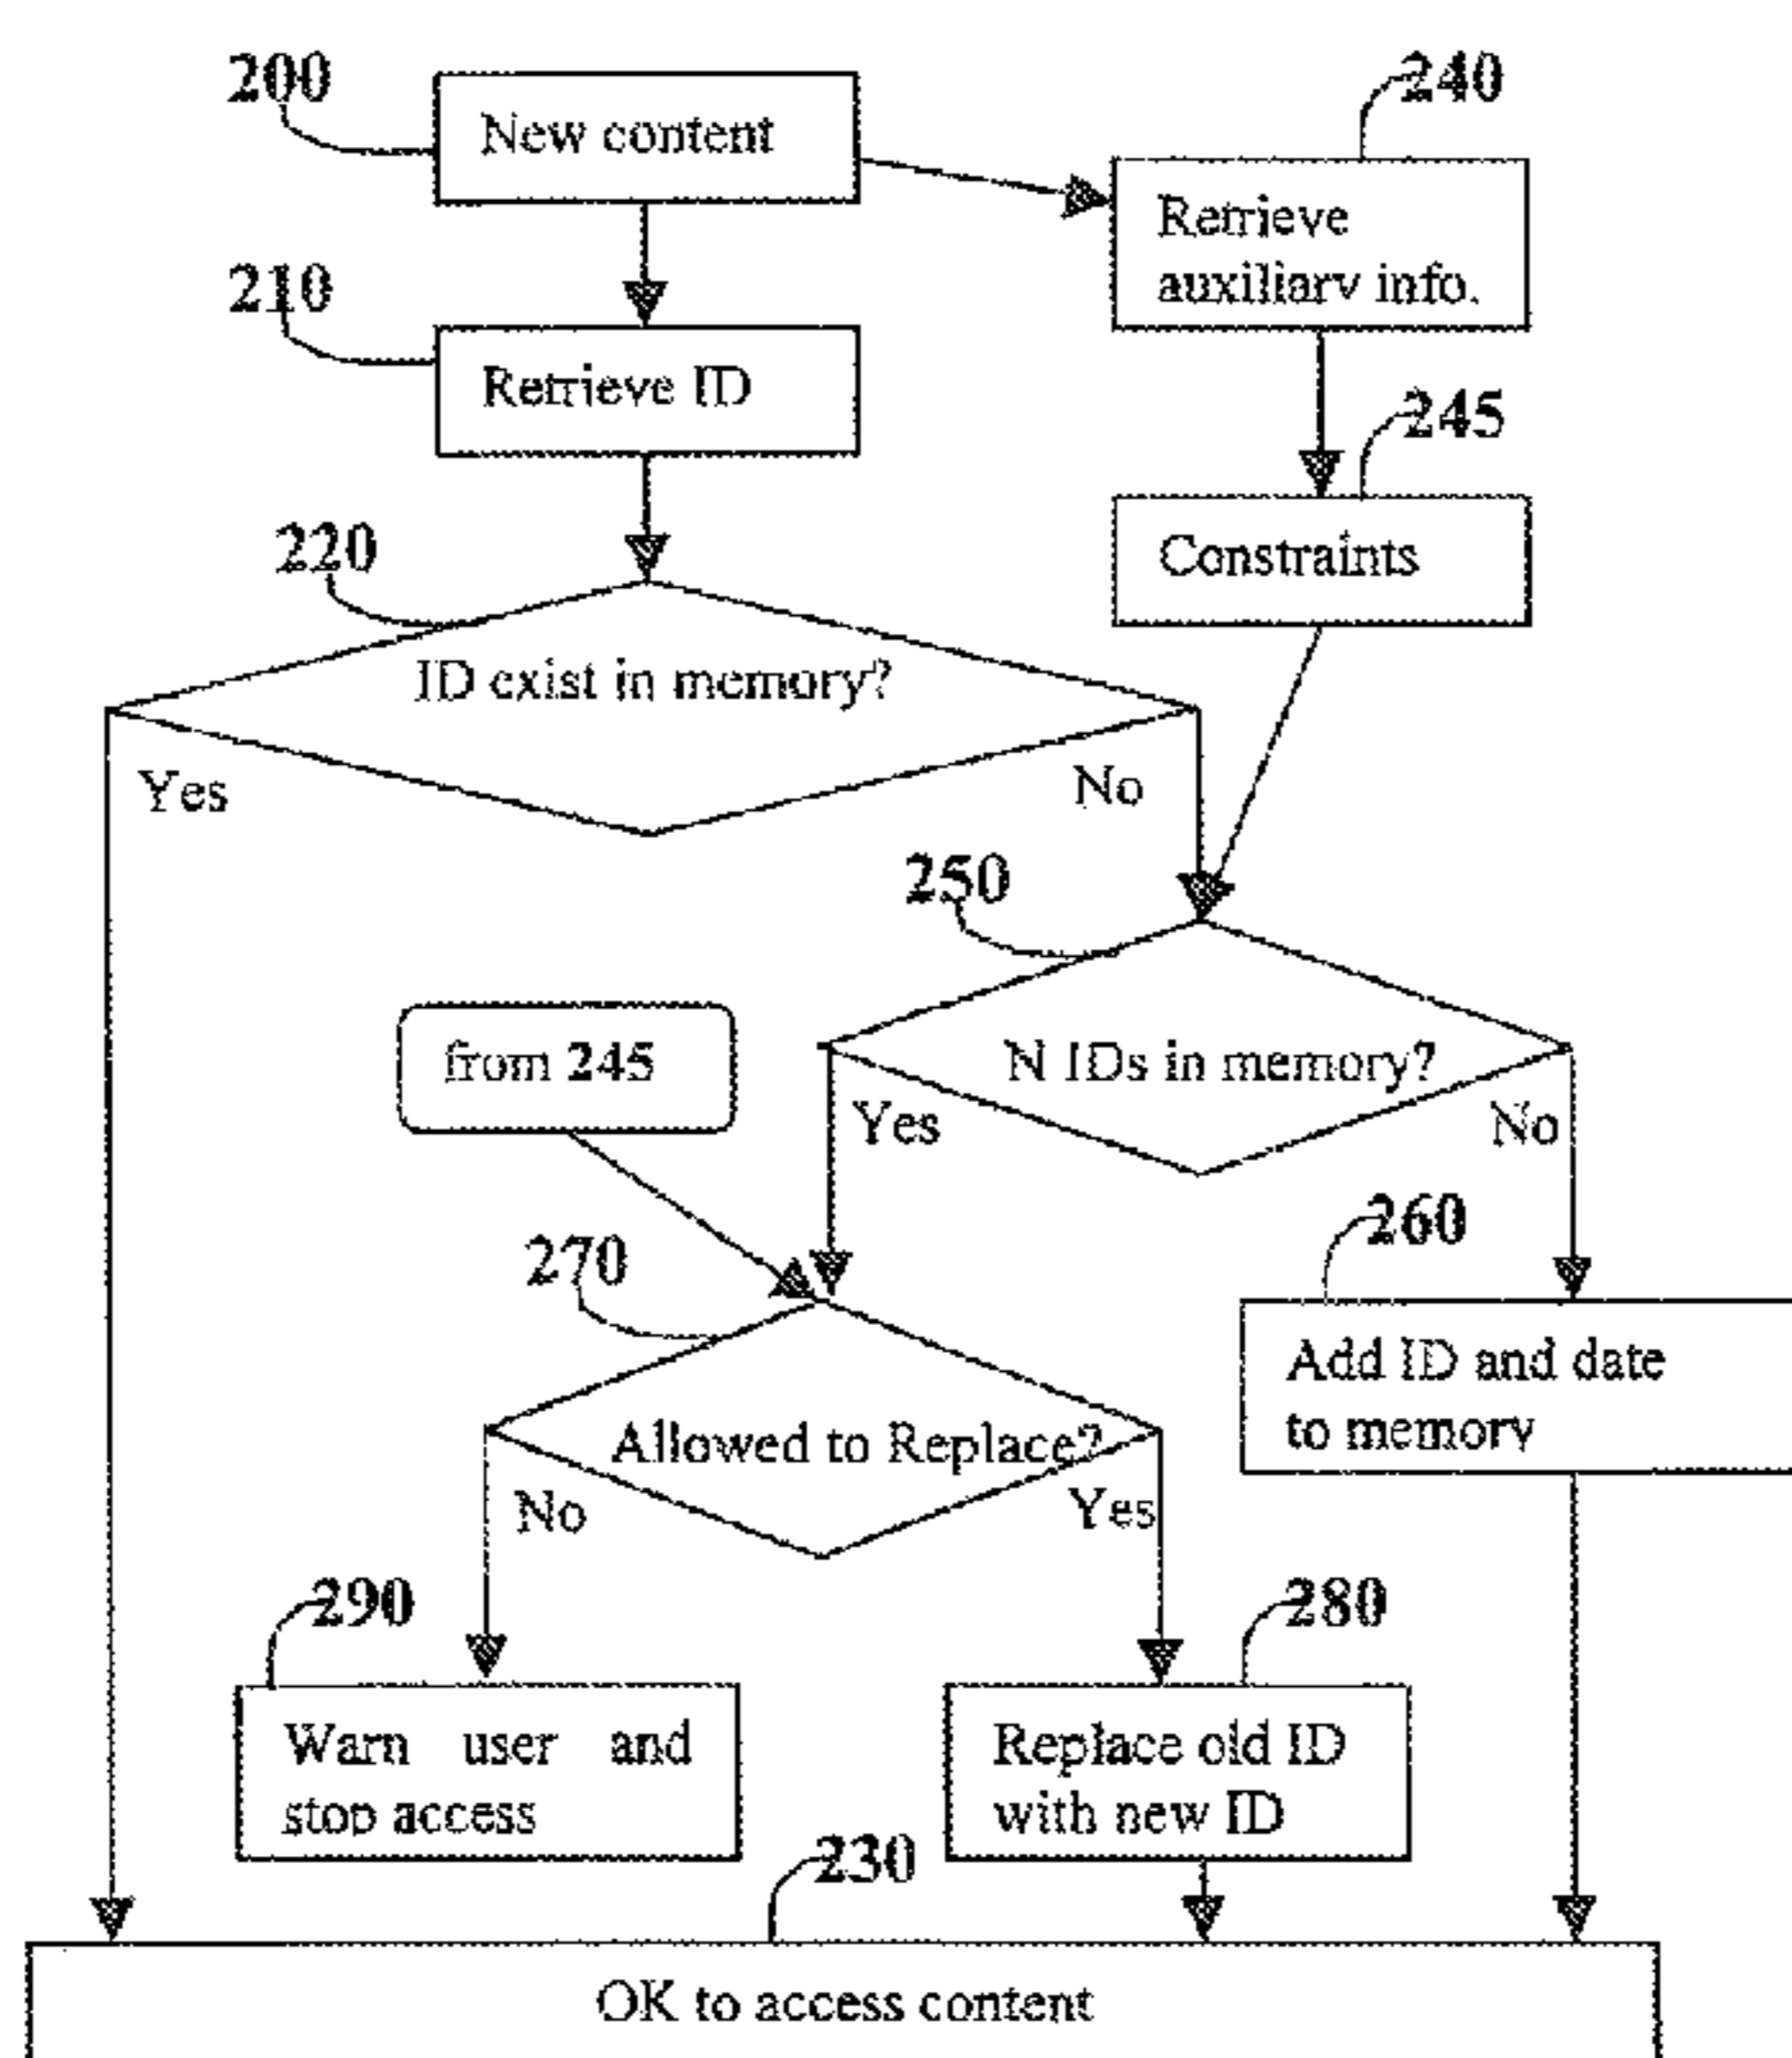 200
New content
240
Retrieve
auxiliary info.
210
Retrieve ID
245
Constraints
220
ID exist in memory?
Yes
No
250
from 245
N IDs in memory?
Yes
No
260
Add ID and date
to memory
270
Allowed to Replace?
No
Yes
290
Warn user and
stop access
280
Replace old ID
with new ID
230
OK to access content